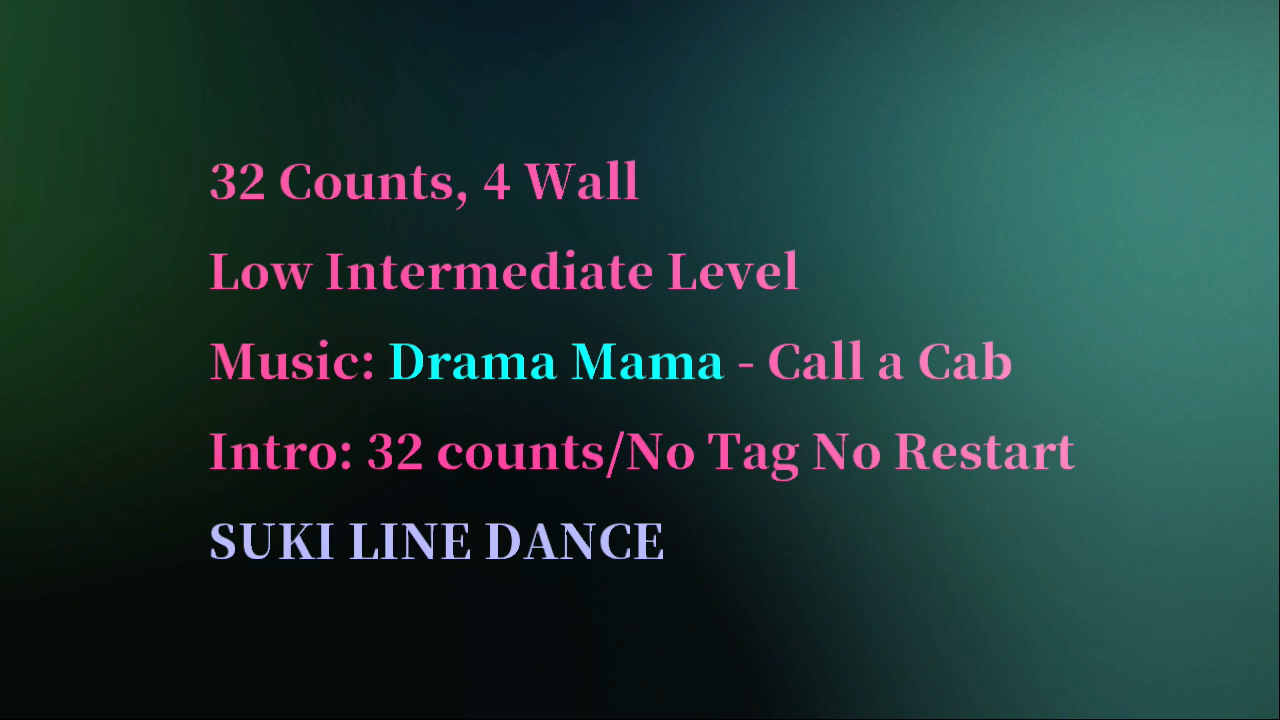 32 Counts, 4 Wall
Low Intermediate Level
Music: Drama Mama - Call a Cab
Intro: 32 counts/No Tag No Restart
SUKI LINE DANCE